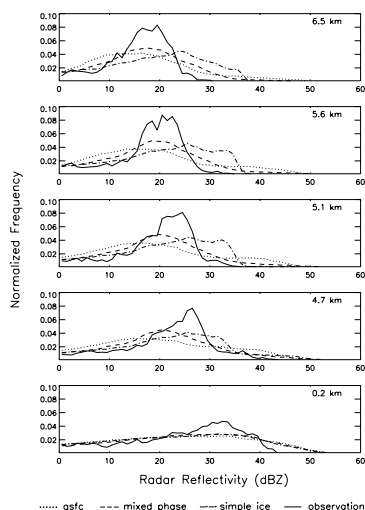 0.10
0.08
0.06
0.04
0.02
6.5 km
0 10 20 30 40 50 60
0.10
0.08
0.06
0.04
0.02
5.6 km
0 10 20 30 40 50 60
0.10
0.08
0.06
0.04
0.02
5.1 km
0 10 20 30 40 50 60
0.10
0.08
0.06
0.04
0.02
4.7 km
0 10 20 30 40 50 60
0.10
0.08
0.06
0.04
0.02
0.2 km
0 10 20 30 40 50 60
Normalized Frequency
Radar Reflectivity (dBZ)
gsfc mixed phase simple ice observation